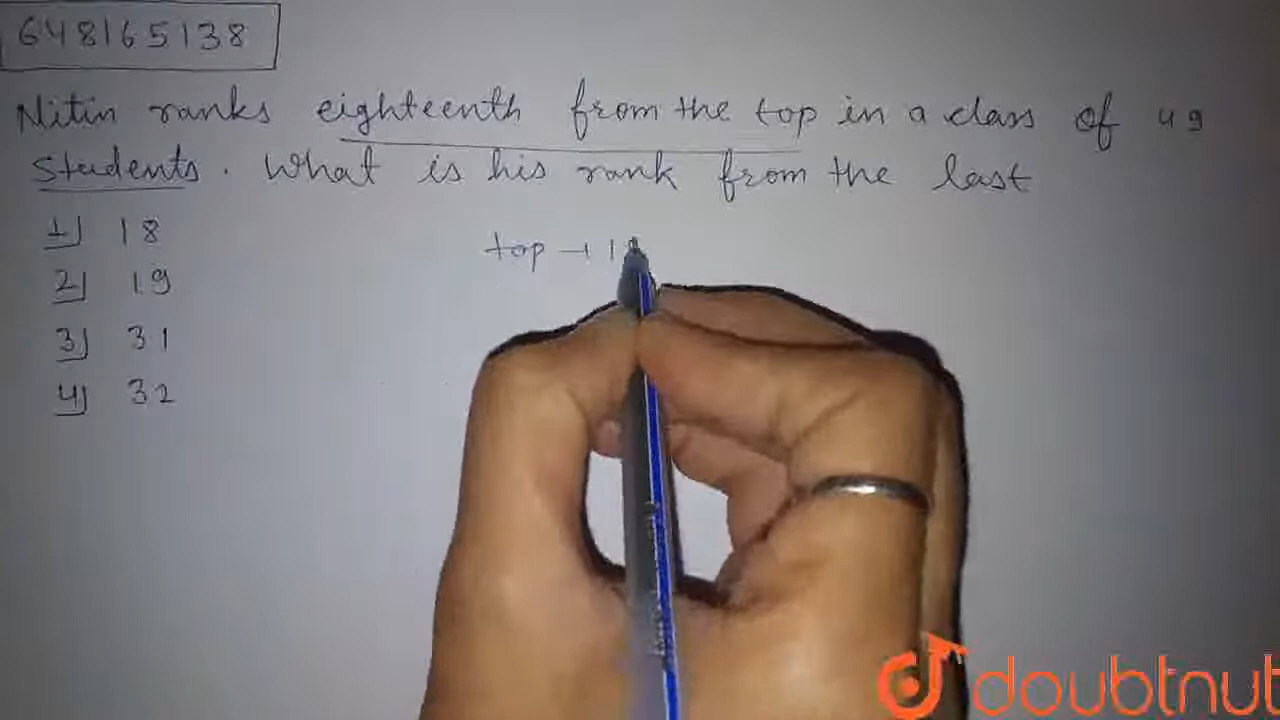 648165138
Nitin ranks eighteenth from the top in a class of 49
students. What is his rank from the last
1) 18
2) 19
3) 31
4) 32
top → 1
doubtnut